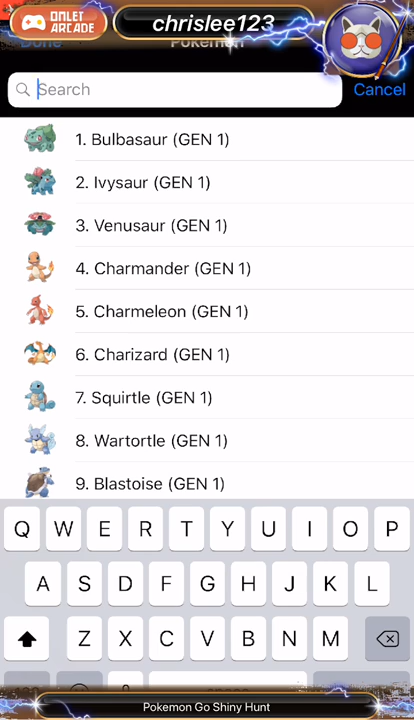 OMLET
ARCADE
chrislee123
Done
Pokemon
Search
Cancel
1. Bulbasaur (GEN 1)
2. Ivysaur (GEN 1)
3. Venusaur (GEN 1)
4. Charmander (GEN 1)
5. Charmeleon (GEN 1)
6. Charizard (GEN 1)
7. Squirtle (GEN 1)
8. Wartortle (GEN 1)
9. Blastoise (GEN 1)
Q W E R T Y U I O P
A S D F G H J K L
Z X C V B N M
Pokemon Go Shiny Hunt